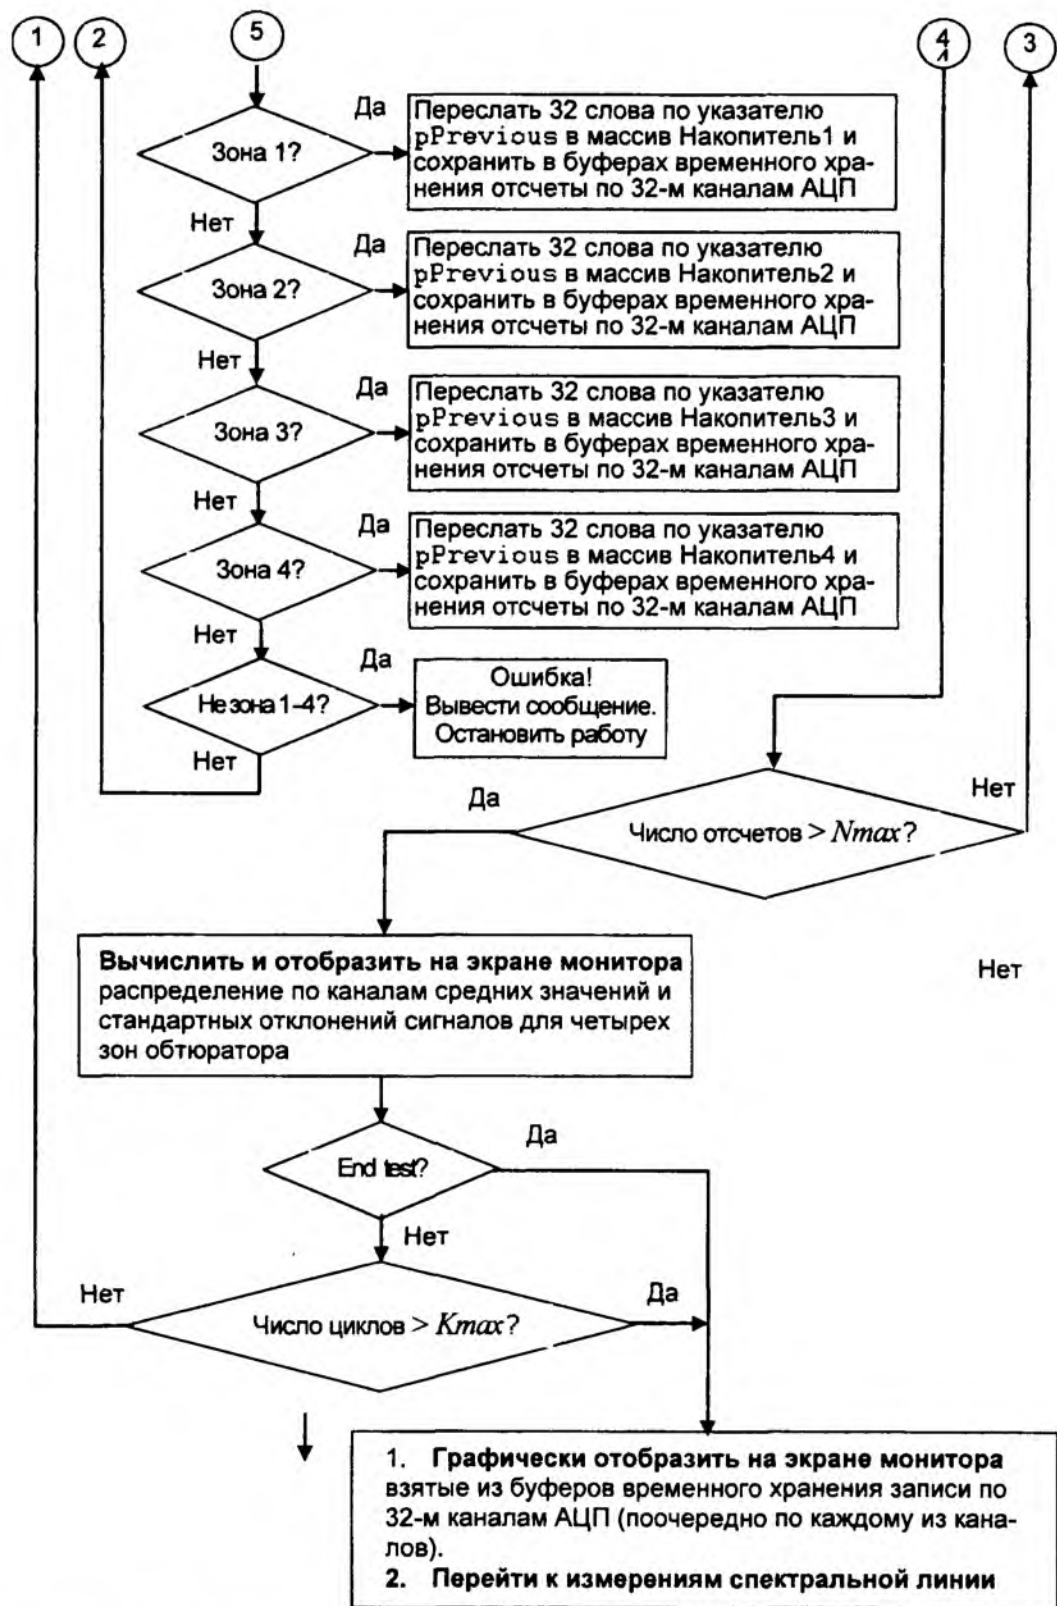 1
2
5
4
3
Да
Зона 1?
Переслать 32 слова по указателю
pPrevious в массив Накопитель1 и
сохранить в буферах временного хра-
нения отсчеты по 32-м каналам АЦП
Нет
Да
Зона 2?
Переслать 32 слова по указателю
pPrevious в массив Накопитель2 и
сохранить в буферах временного хра-
нения отсчеты по 32-м каналам АЦП
Нет
Да
Зона 3?
Переслать 32 слова по указателю
pPrevious в массив Накопитель3 и
сохранить в буферах временного хра-
нения отсчеты по 32-м каналам АЦП
Нет
Да
Зона 4?
Переслать 32 слова по указателю
pPrevious в массив Накопитель4 и
сохранить в буферах временного хра-
нения отсчеты по 32-м каналам АЦП
Нет
Да
Не зона 1-4?
Ошибка!
Вывести сообщение.
Остановить работу
Нет
Да
Нет
Число отсчетов > Nmax?
Вычислить и отобразить на экране монитора
распределение по каналам средних значений и
стандартных отклонений сигналов для четырех
зон обтюратора
Нет
Да
End test?
Нет
Нет
Да
Число циклов > Kmax?
1. Графически отобразить на экране монитора
взятые из буферов временного хранения записи по
32-м каналам АЦП (поочередно по каждому из кана-
лов).
2. Перейти к измерениям спектральной линии